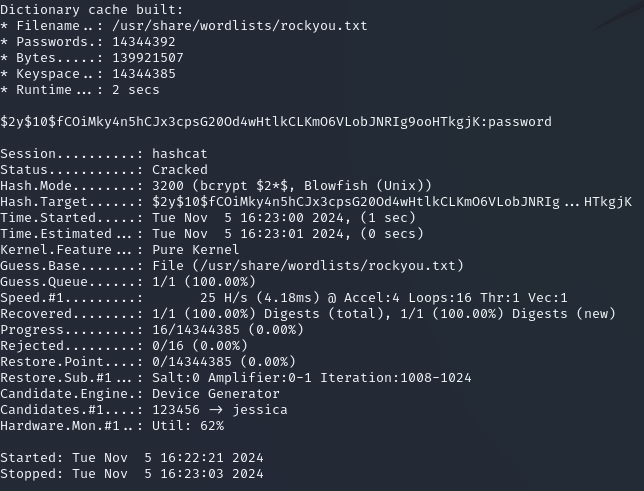 Dictionary cache built:
* Filename..: /usr/share/wordlists/rockyou.txt
* Passwords.: 14344392
* Bytes.....: 139921507
* Keyspace..: 14344385
* Runtime...: 2 secs
$2y$10$fCOiMky4n5hCJx3cpsG20Od4wHtlkCLKmO6VLobJNRIg9ooHTkgjK:password
Session..........: hashcat
Status...........: Cracked
Hash.Mode........: 3200 (bcrypt $2*$, Blowfish (Unix))
Hash.Target......: $2y$10$fCOiMky4n5hCJx3cpsG20Od4wHtlkCLKmO6VLobJNRIg...HTkgjK
Time.Started.....: Tue Nov  5 16:23:00 2024, (1 sec)
Time.Estimated...: Tue Nov  5 16:23:01 2024, (0 secs)
Kernel.Feature...: Pure Kernel
Guess.Base.......: File (/usr/share/wordlists/rockyou.txt)
Guess.Queue......: 1/1 (100.00%)
Speed.#1.........:       25 H/s (4.18ms) @ Accel:4 Loops:16 Thr:1 Vec:1
Recovered........: 1/1 (100.00%) Digests (total), 1/1 (100.00%) Digests (new)
Progress.........: 16/14344385 (0.00%)
Rejected.........: 0/16 (0.00%)
Restore.Point....: 0/14344385 (0.00%)
Restore.Sub.#1...: Salt:0 Amplifier:0-1 Iteration:1008-1024
Candidate.Engine.: Device Generator
Candidates.#1....: 123456 -> jessica
Hardware.Mon.#1..: Util: 62%
Started: Tue Nov  5 16:22:21 2024
Stopped: Tue Nov  5 16:23:03 2024